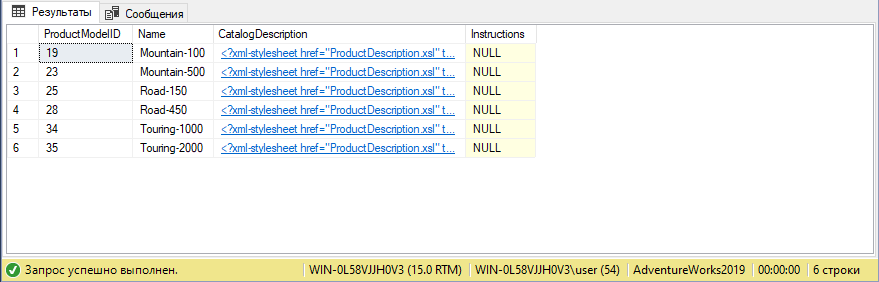 Результаты Сообщения
ProductModelID Name CatalogDescription Instructions
1 19 Mountain-100 <?xml-stylesheet href="ProductDescription.xsl" t... NULL
2 23 Mountain-500 <?xml-stylesheet href="ProductDescription.xsl" t... NULL
3 25 Road-150 <?xml-stylesheet href="ProductDescription.xsl" t... NULL
4 28 Road-450 <?xml-stylesheet href="ProductDescription.xsl" t... NULL
5 34 Touring-1000 <?xml-stylesheet href="ProductDescription.xsl" t... NULL
6 35 Touring-2000 <?xml-stylesheet href="ProductDescription.xsl" t... NULL
Запрос успешно выполнен. WIN-0L58VJJH0V3 (15.0 RTM) WIN-0L58VJJH0V3\user (54) AdventureWorks2019 00:00:00 6 строки